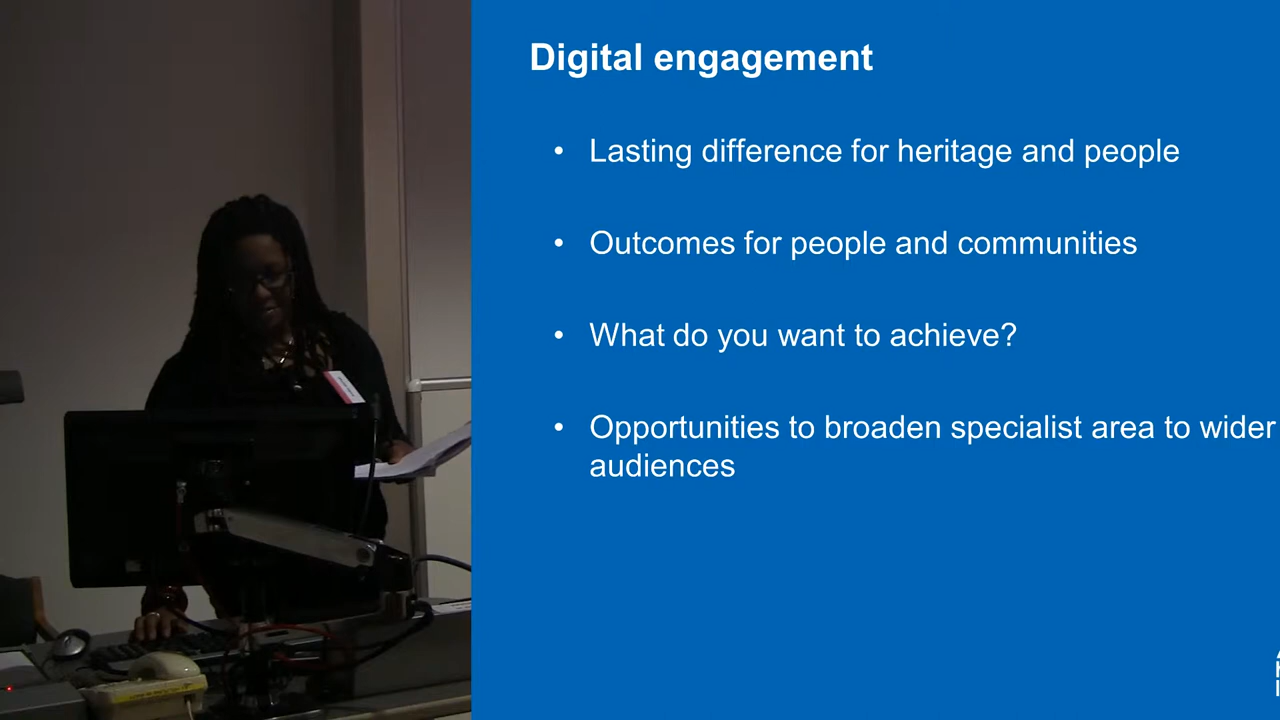 Digital engagement
• Lasting difference for heritage and people
• Outcomes for people and communities
• What do you want to achieve?
• Opportunities to broaden specialist area to wider
audiences